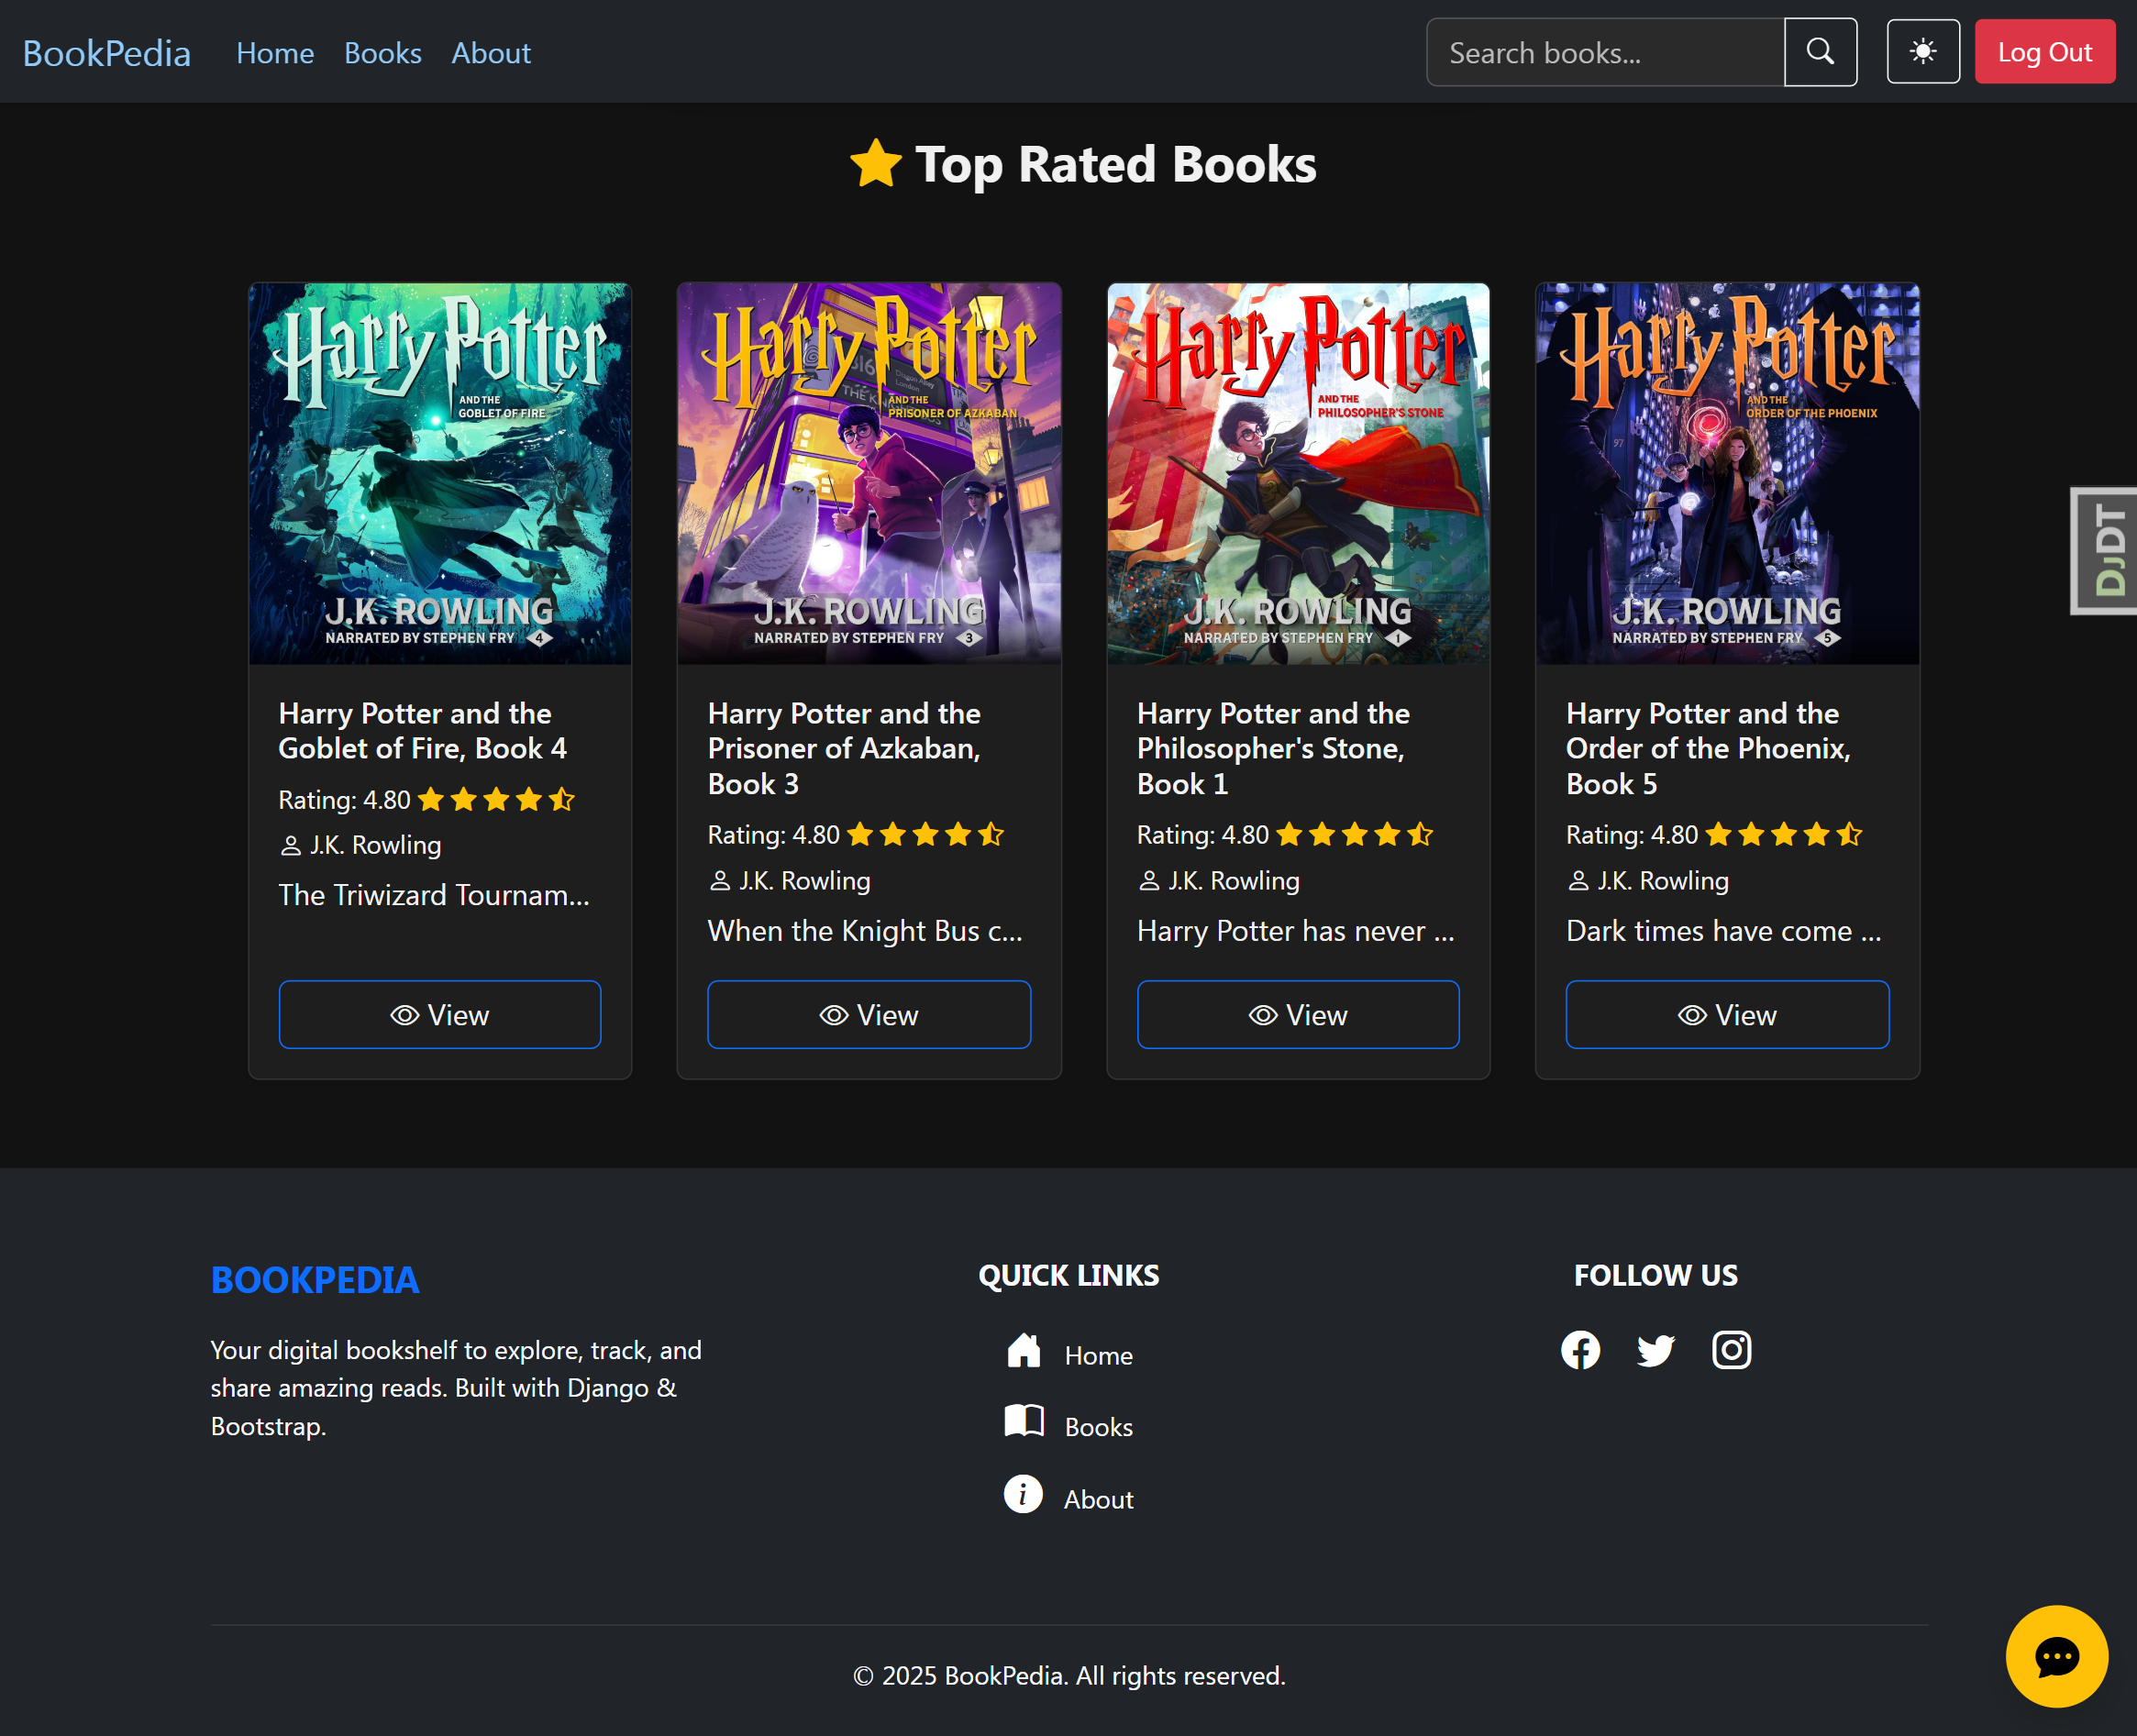 BookPedia Home Books About Search books... Log Out
Top Rated Books
Harry Potter
AND THE
GOBLET OF FIRE
J.K. ROWLING
NARRATED BY STEPHEN FRY 4
Harry Potter
AND THE
PRISONER OF AZKABAN
J.K. ROWLING
NARRATED BY STEPHEN FRY 3
Harry Potter
AND THE
PHILOSOPHER'S STONE
J.K. ROWLING
NARRATED BY STEPHEN FRY 1
Harry Potter
AND THE
ORDER OF THE PHOENIX
97
J.K. ROWLING
NARRATED BY STEPHEN FRY 5
DJDT
Harry Potter and the
Goblet of Fire, Book 4
Rating: 4.80
J.K. Rowling
The Triwizard Tournam...
View
Harry Potter and the
Prisoner of Azkaban,
Book 3
Rating: 4.80
J.K. Rowling
When the Knight Bus c...
View
Harry Potter and the
Philosopher's Stone,
Book 1
Rating: 4.80
J.K. Rowling
Harry Potter has never ...
View
Harry Potter and the
Order of the Phoenix,
Book 5
Rating: 4.80
J.K. Rowling
Dark times have come ...
View
BOOKPEDIA
Your digital bookshelf to explore, track, and
share amazing reads. Built with Django &
Bootstrap.
QUICK LINKS
Home
Books
About
FOLLOW US
© 2025 BookPedia. All rights reserved.